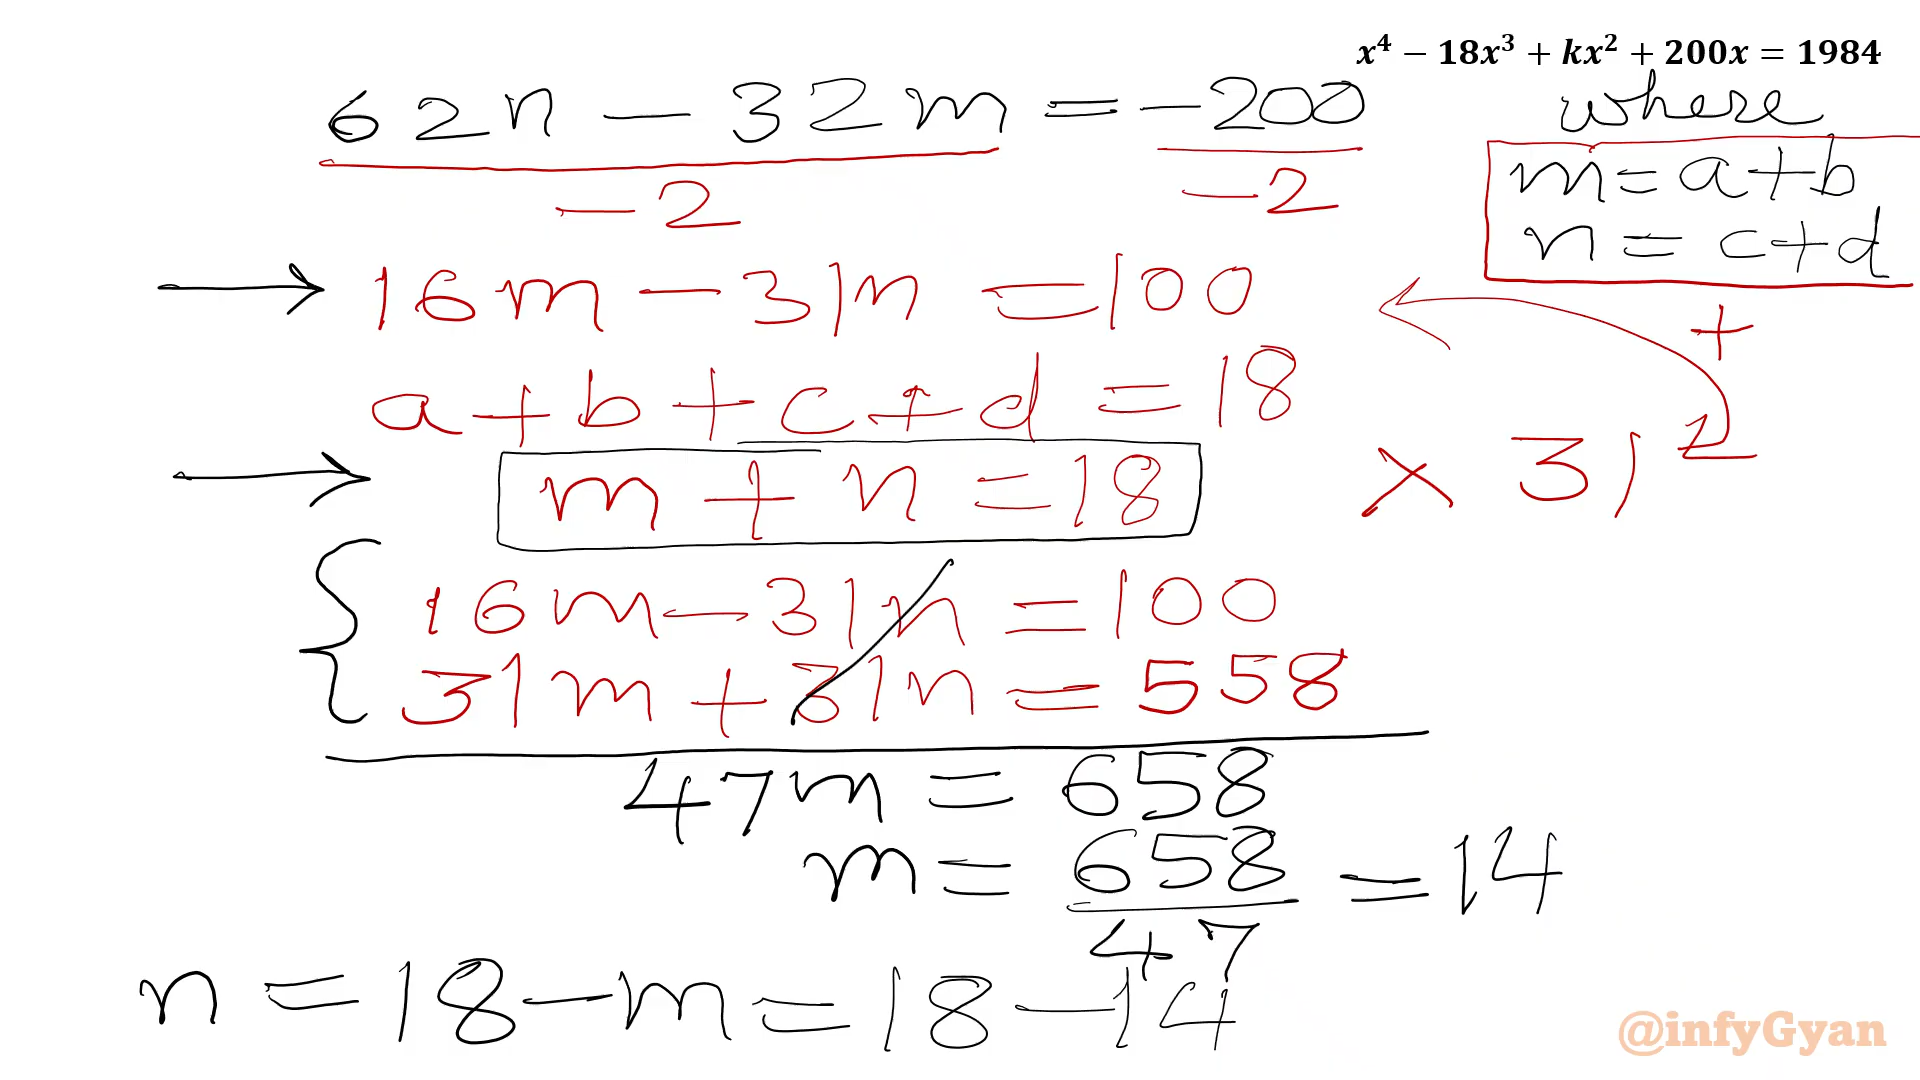 x⁴ − 18x³ + kx² + 200x = 1984
62n − 32m = −200
−2 −2
where
m = a+b
n = c+d
→ 16m − 31n = 100
+
a+b+c+d = 18
→ m + n = 18 × 31 2
16m − 31n = 100
31m + 31n = 558
47m = 658
m = 658/47 = 14
n = 18 − m = 18 − 14
@infyGyan